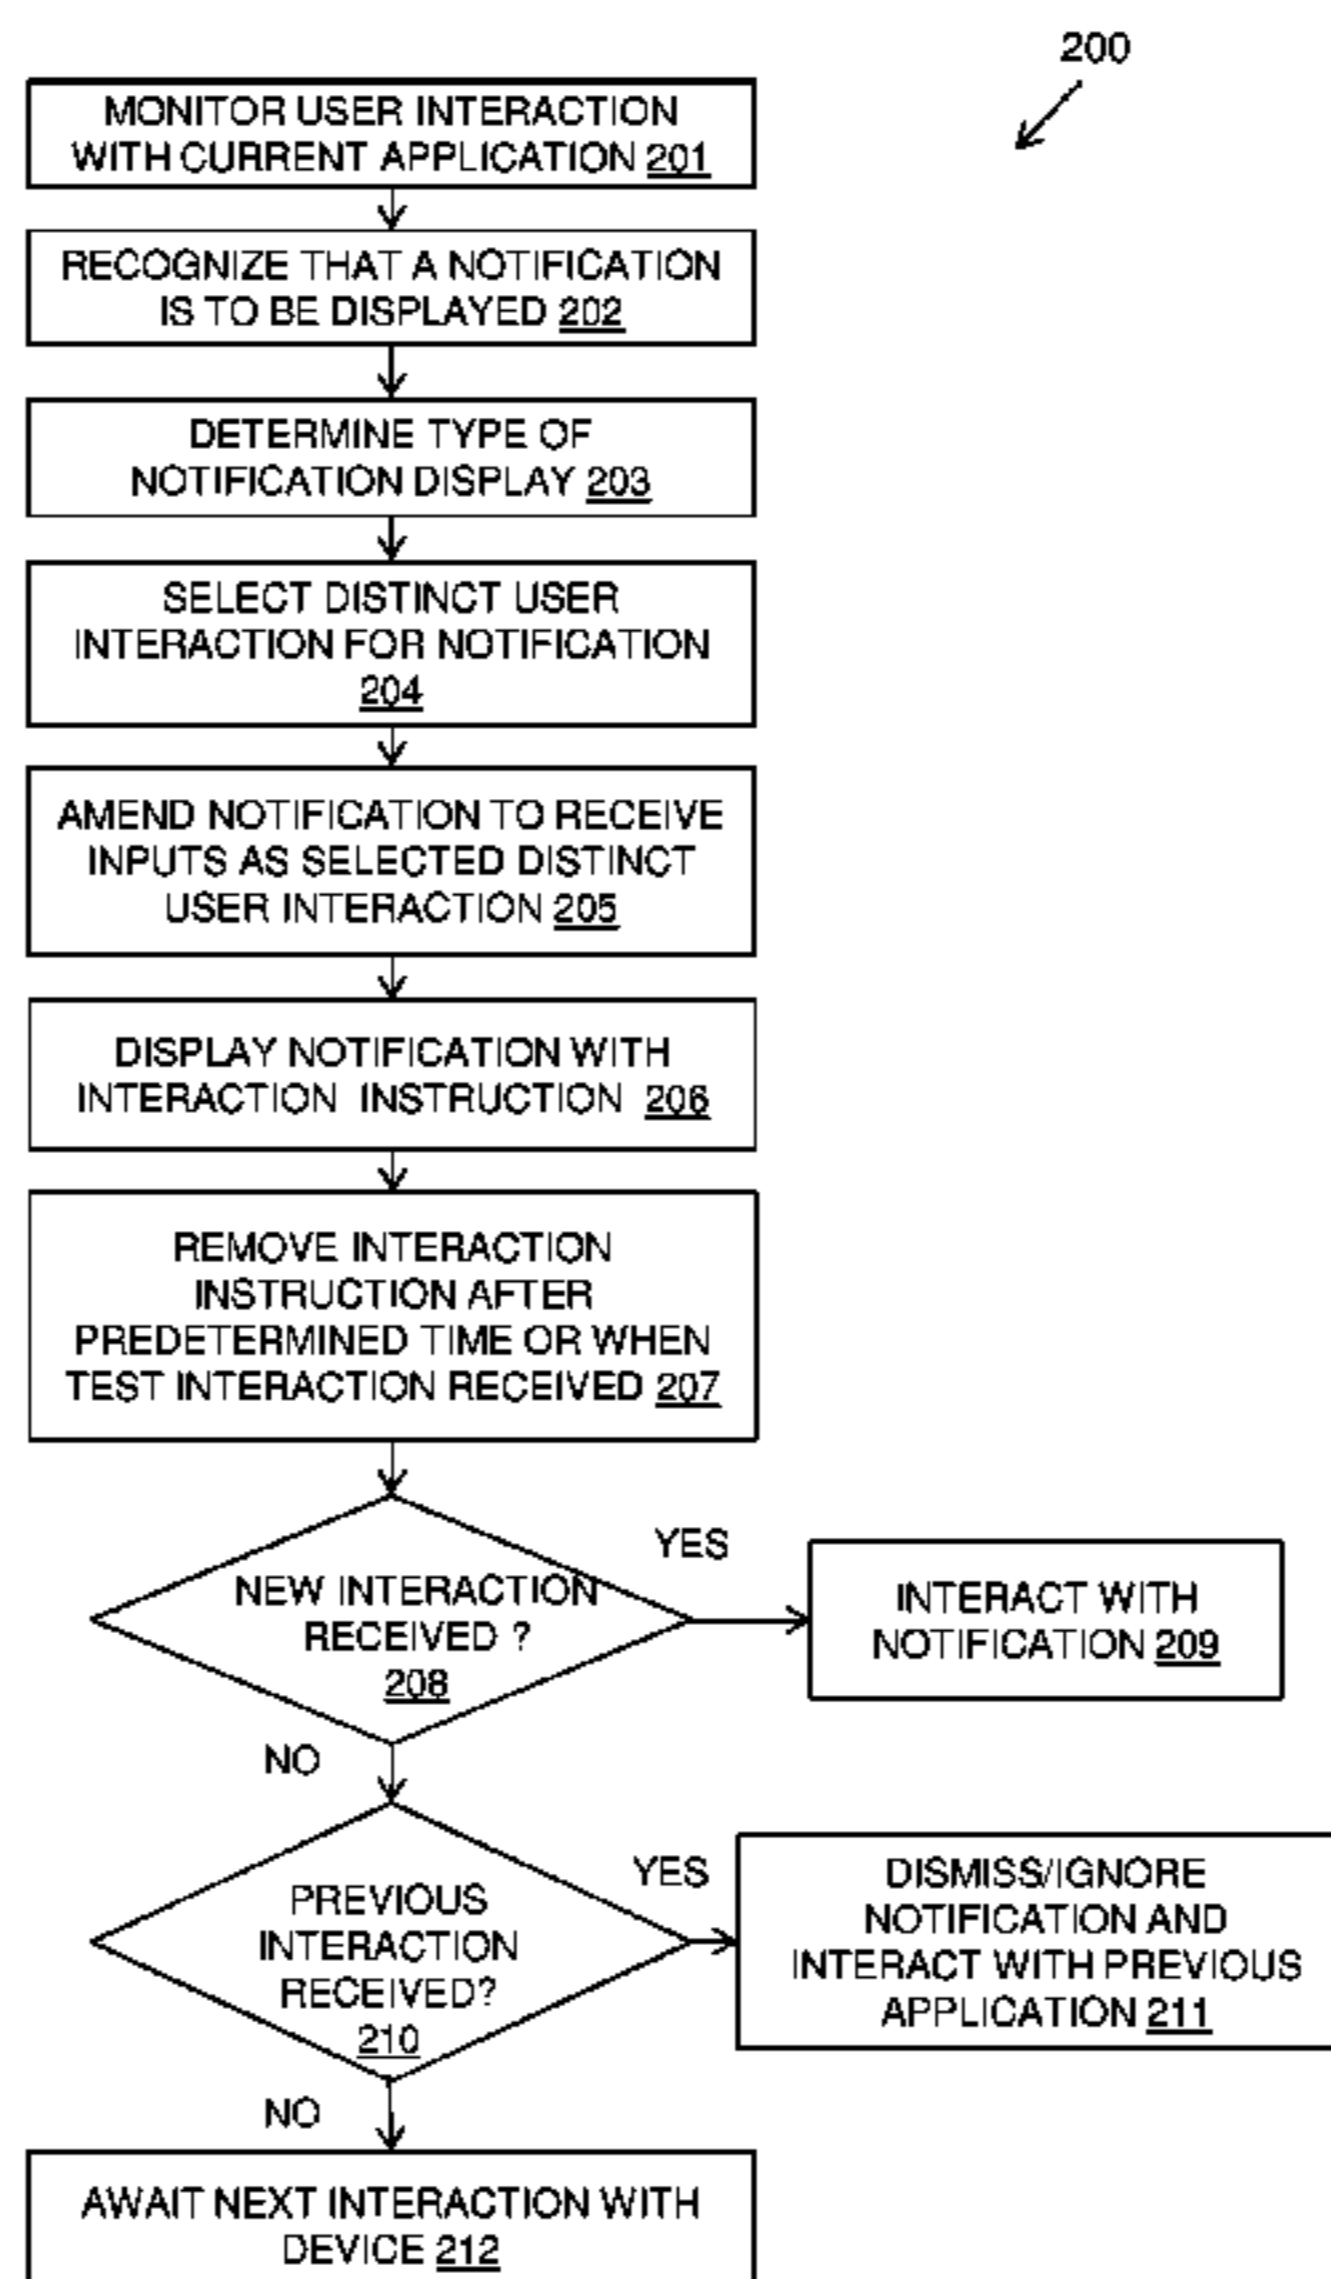 200
MONITOR USER INTERACTION
WITH CURRENT APPLICATION 201
RECOGNIZE THAT A NOTIFICATION
IS TO BE DISPLAYED 202
DETERMINE TYPE OF
NOTIFICATION DISPLAY 203
SELECT DISTINCT USER
INTERACTION FOR NOTIFICATION
204
AMEND NOTIFICATION TO RECEIVE
INPUTS AS SELECTED DISTINCT
USER INTERACTION 205
DISPLAY NOTIFICATION WITH
INTERACTION INSTRUCTION 206
REMOVE INTERACTION
INSTRUCTION AFTER
PREDETERMINED TIME OR WHEN
TEST INTERACTION RECEIVED 207
NEW INTERACTION
RECEIVED ?
208
YES
INTERACT WITH
NOTIFICATION 209
NO
PREVIOUS
INTERACTION
RECEIVED?
210
YES
DISMISS/IGNORE
NOTIFICATION AND
INTERACT WITH PREVIOUS
APPLICATION 211
NO
AWAIT NEXT INTERACTION WITH
DEVICE 212